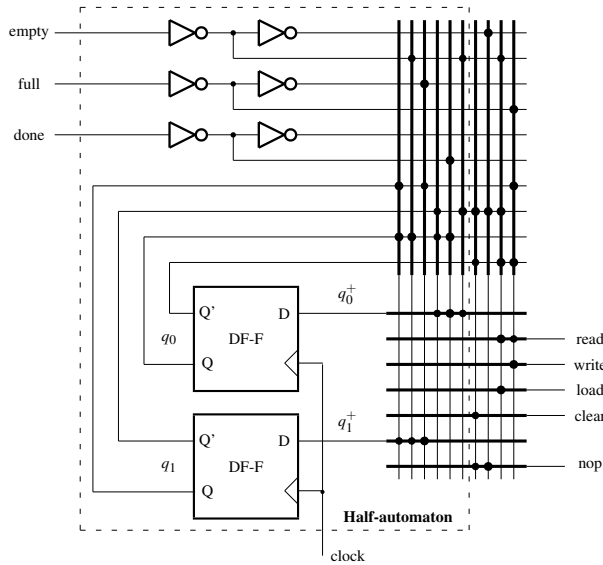 empty
full
done
Q'
D
q₀⁺
q₀
DF-F
Q
read
write
load
clear
Q'
D
q₁⁺
q₁
DF-F
Q
nop
Half-automaton
clock